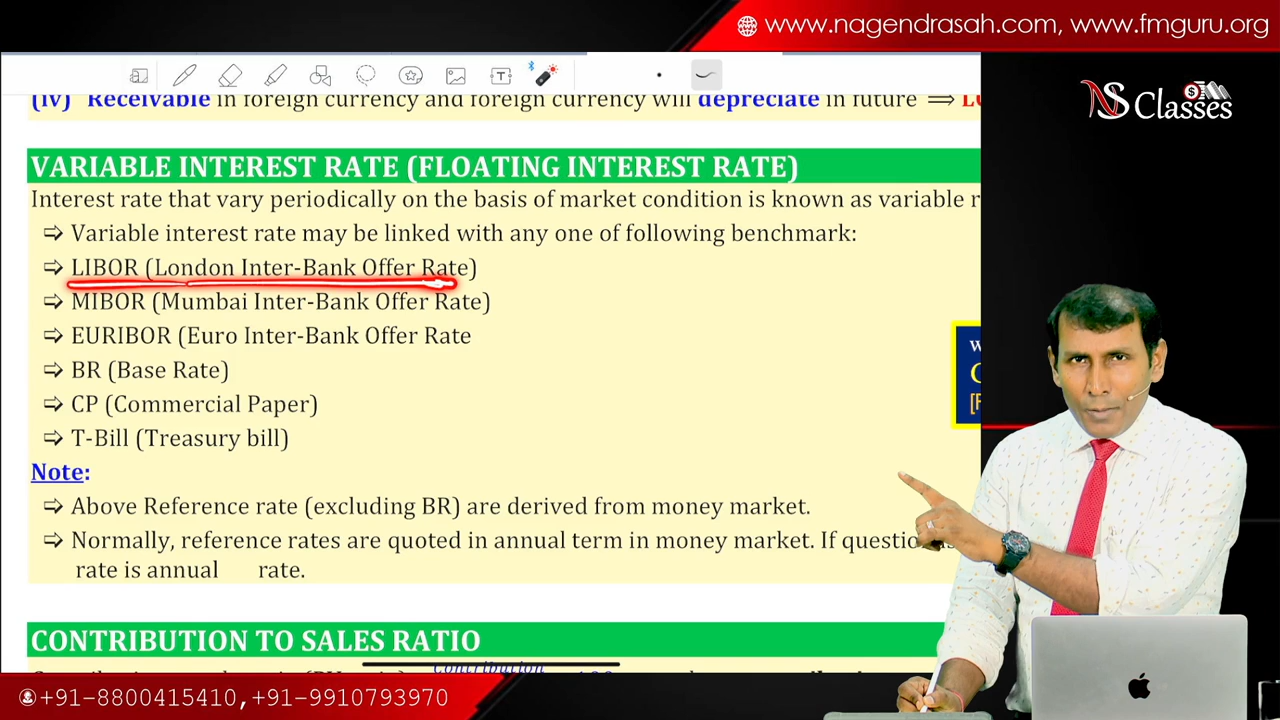 www.nagendrasah.com, www.fmguru.org
NS Classes
(iv) Receivable in foreign currency and foreign currency will depreciate in future ⟹
VARIABLE INTEREST RATE (FLOATING INTEREST RATE)
Interest rate that vary periodically on the basis of market condition is known as variable
⇨ Variable interest rate may be linked with any one of following benchmark:
⇨ LIBOR (London Inter-Bank Offer Rate)
⇨ MIBOR (Mumbai Inter-Bank Offer Rate)
⇨ EURIBOR (Euro Inter-Bank Offer Rate
⇨ BR (Base Rate)
⇨ CP (Commercial Paper)
⇨ T-Bill (Treasury bill)
Note:
⇨ Above Reference rate (excluding BR) are derived from money market.
⇨ Normally, reference rates are quoted in annual term in money market. If
rate is annual rate.
CONTRIBUTION TO SALES RATIO
+91-8800415410,+91-9910793970